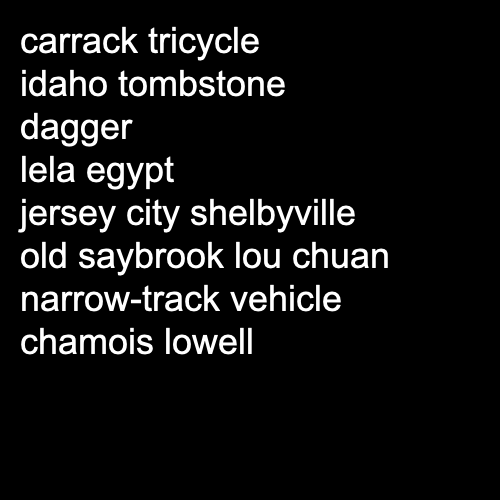 carrack tricycle
idaho tombstone
dagger
lela egypt
jersey city shelbyville
old saybrook lou chuan
narrow-track vehicle
chamois lowell